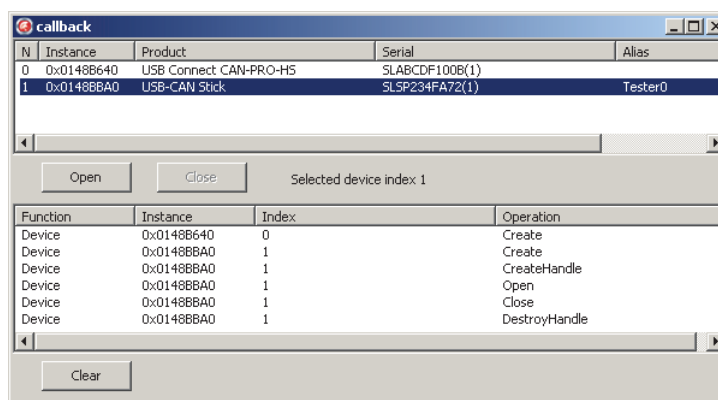 callback
N Instance Product Serial Alias
0 0x0148B640 USB Connect CAN-PRO-HS SLABCDF100B(1)
1 0x0148BBA0 USB-CAN Stick SLSP234FA72(1) Tester0
Open Close Selected device index 1
Function Instance Index Operation
Device 0x0148B640 0 Create
Device 0x0148BBA0 1 Create
Device 0x0148BBA0 1 CreateHandle
Device 0x0148BBA0 1 Open
Device 0x0148BBA0 1 Close
Device 0x0148BBA0 1 DestroyHandle
Clear